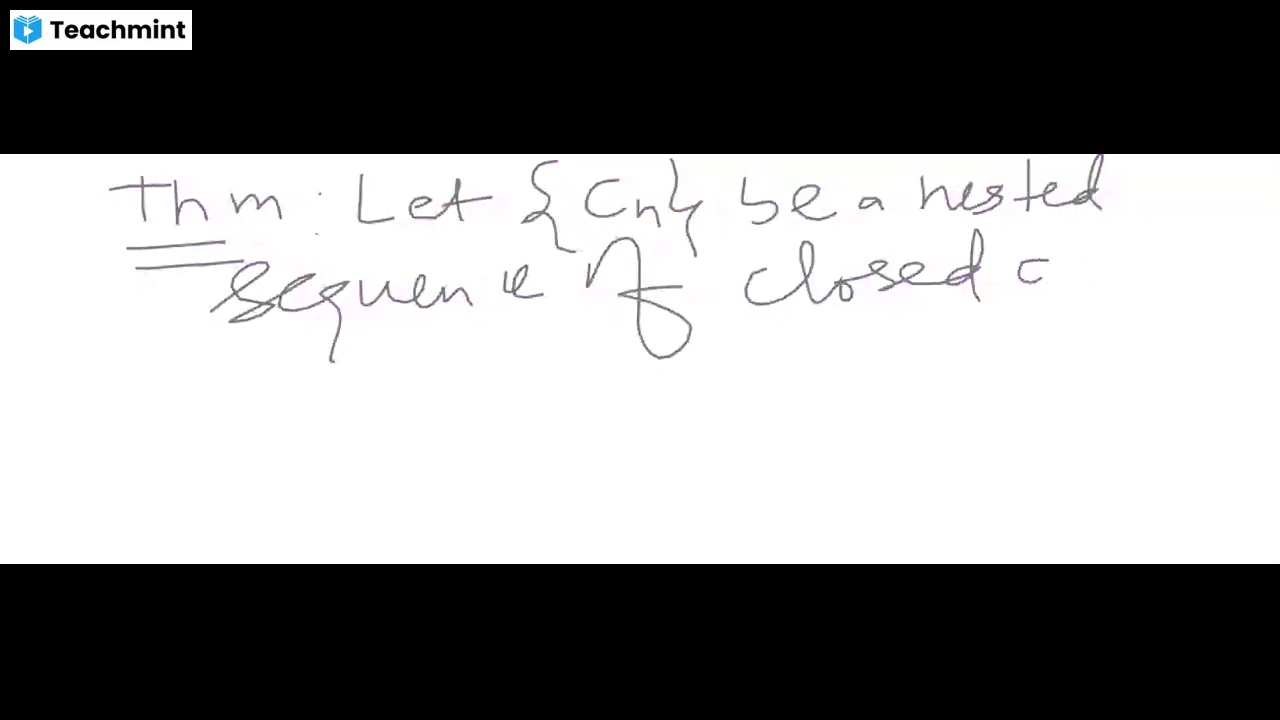 Teachmint
Thm : Let {Cn} be a nested
sequence of closed c